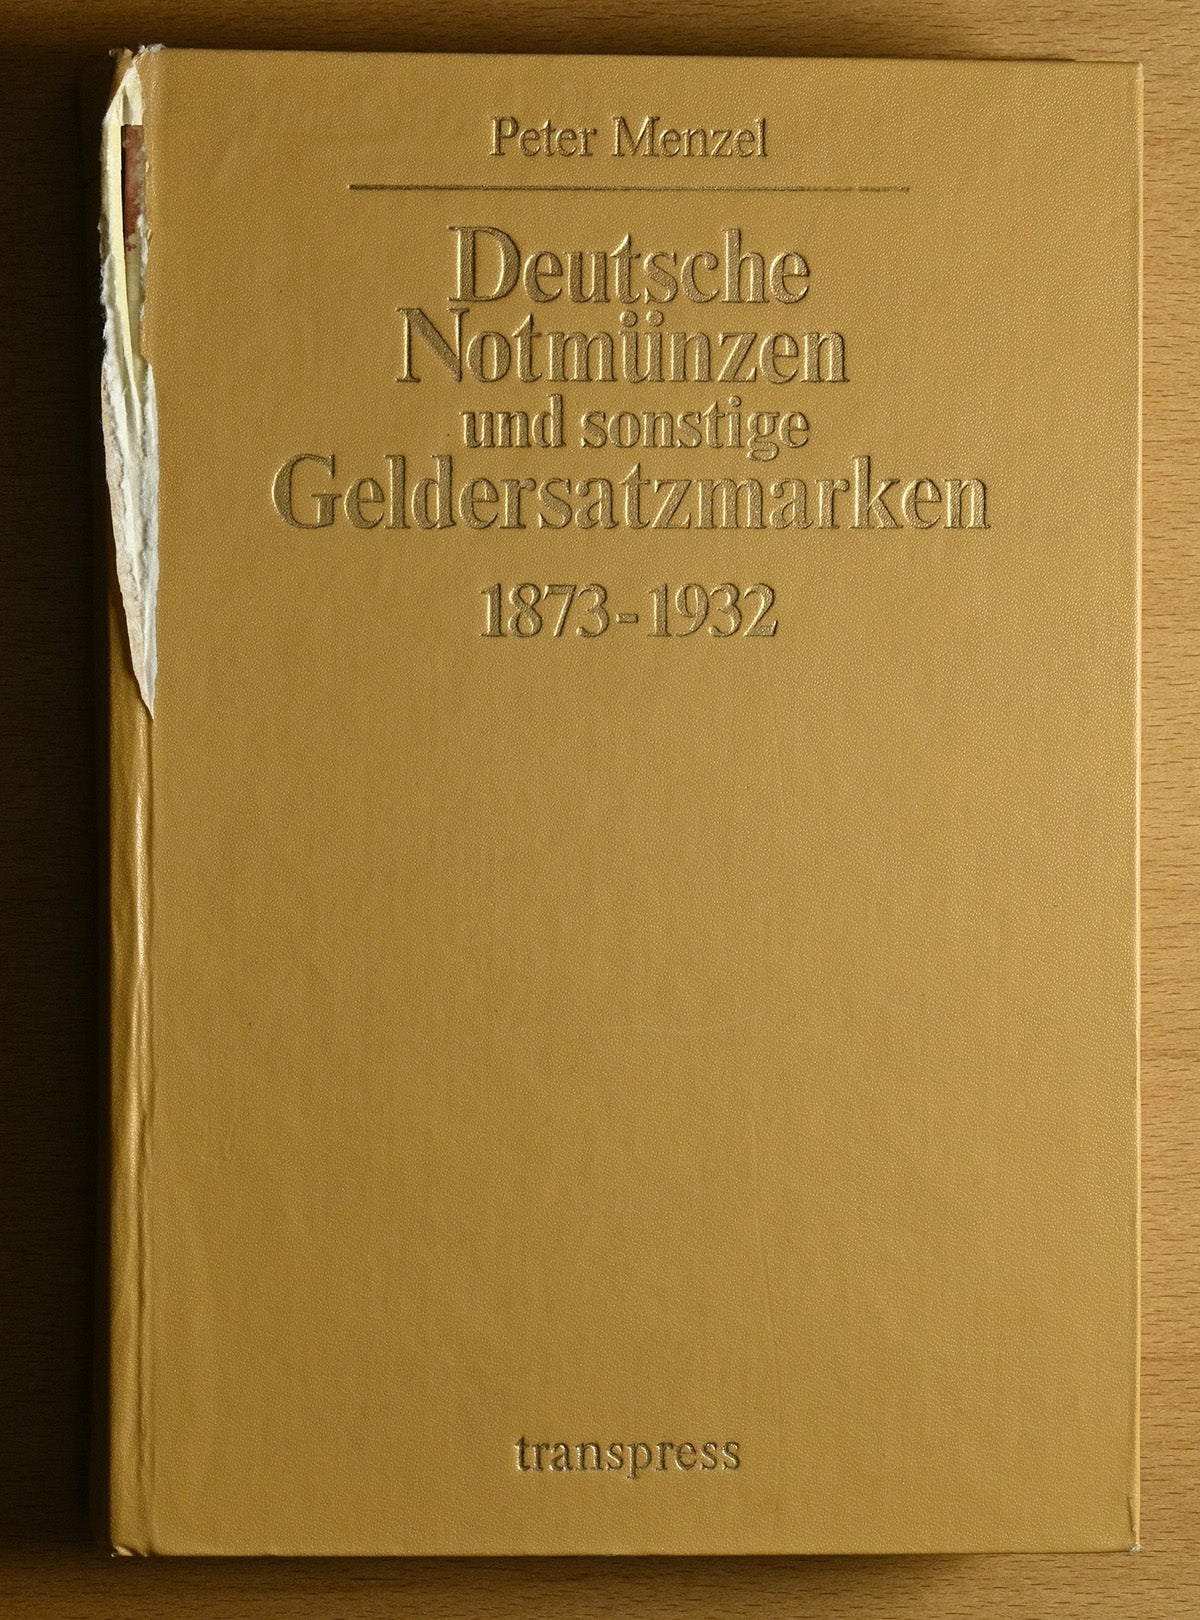 Peter Menzel
Deutsche
Notmünzen
und sonstige
Geldersatzmarken
1873-1932
transpress